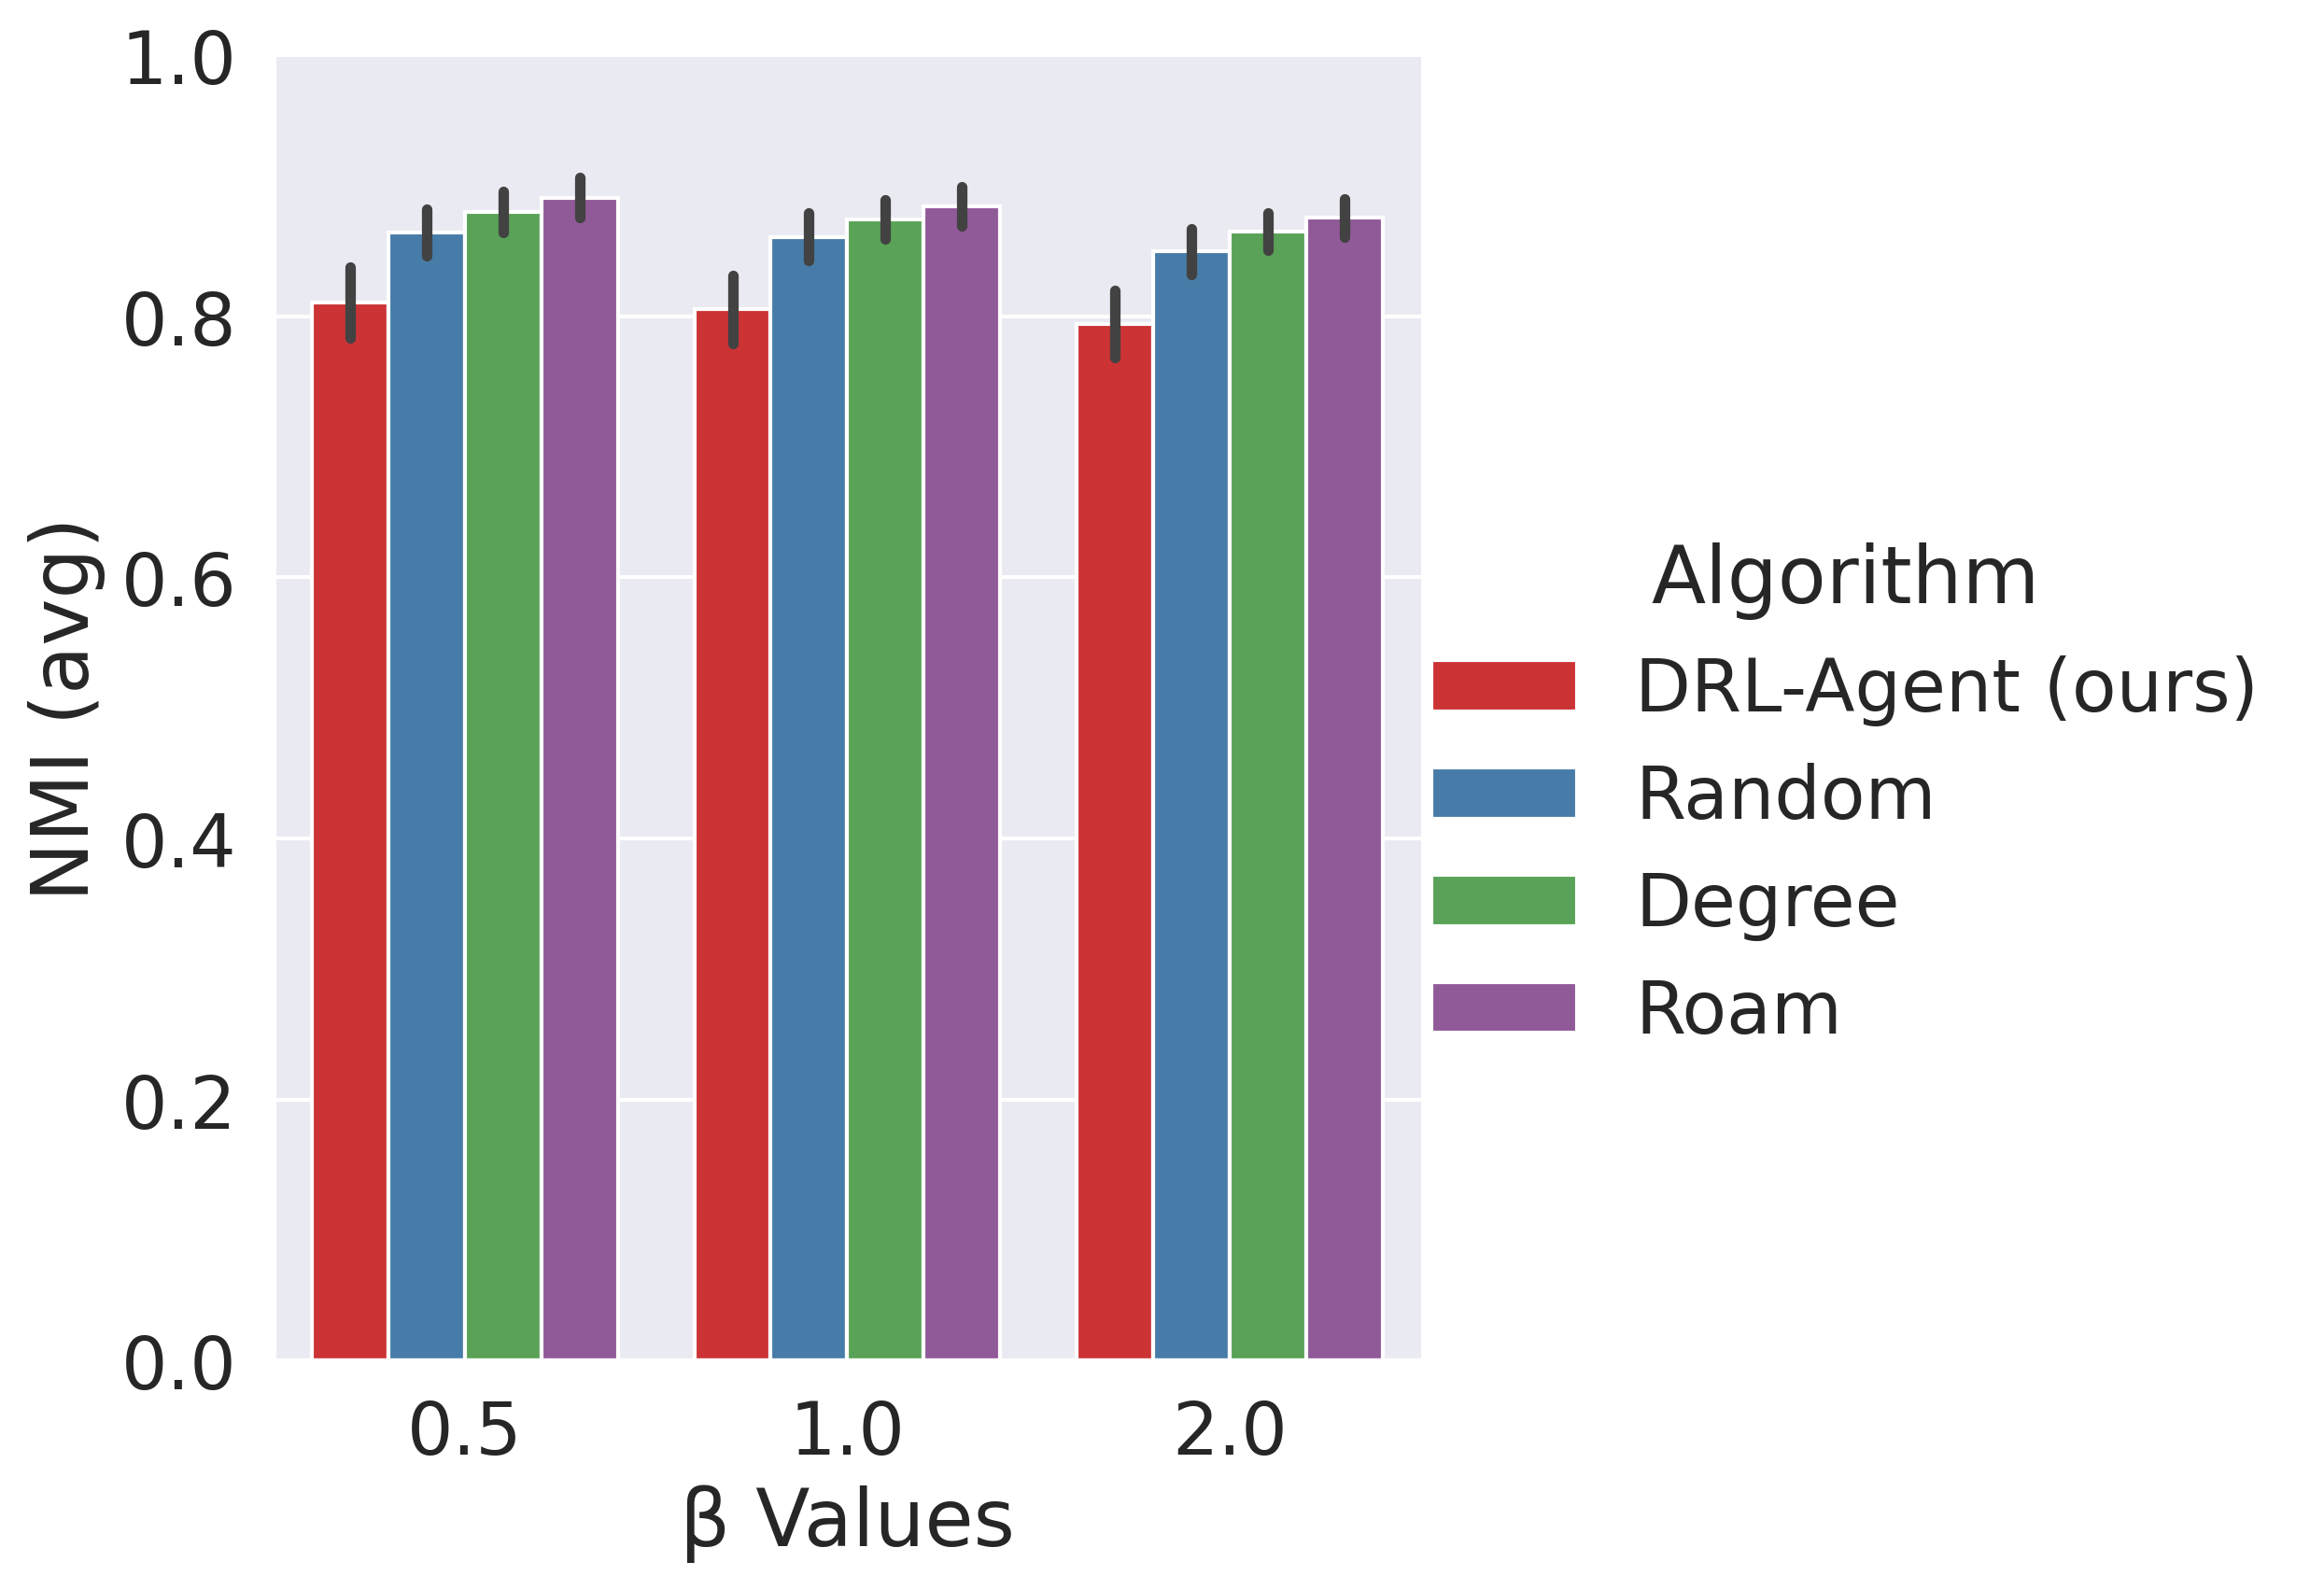 1.0
0.8
0.6
0.4
0.2
0.0
NMI (avg)
0.5
1.0
2.0
β Values
Algorithm
DRL-Agent (ours)
Random
Degree
Roam